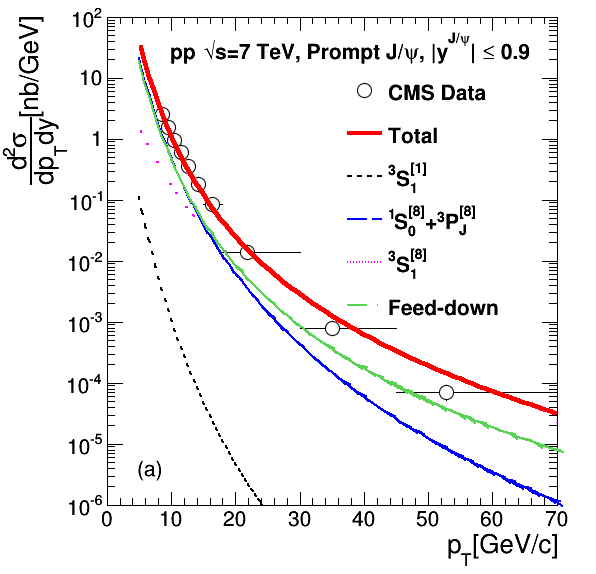 pp √s=7 TeV, Prompt J/ψ, |y^{J/ψ}| ≤ 0.9
d²σ/dp_Tdy [nb/GeV]
CMS Data
Total
³S₁^[1]
¹S₀^[8]+³P_J^[8]
³S₁^[8]
Feed-down
10²
10
1
10⁻¹
10⁻²
10⁻³
10⁻⁴
10⁻⁵
10⁻⁶
(a)
0 10 20 30 40 50 60 70
p_T[GeV/c]